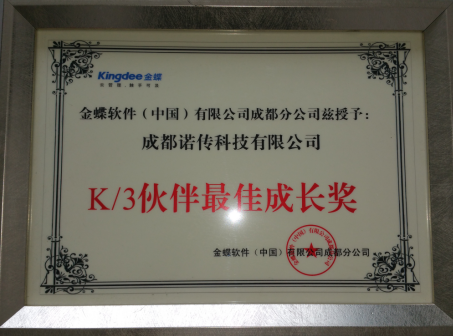 Kingdee金蝶
金蝶软件（中国）有限公司成都分公司兹授予：
成都诺传科技有限公司
K/3伙伴最佳成长奖
金蝶软件（中国）有限公司成都分公司